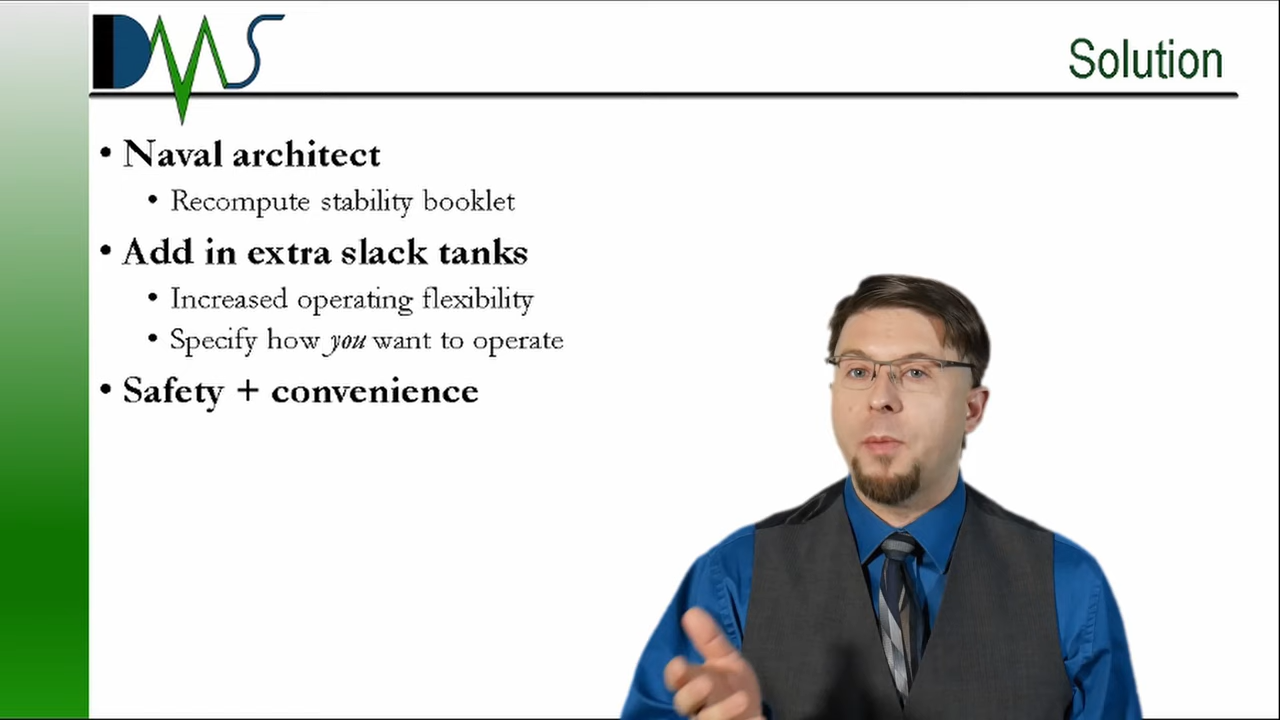 DMS
Solution
• Naval architect
• Recompute stability booklet
• Add in extra slack tanks
• Increased operating flexibility
• Specify how you want to operate
• Safety + convenience